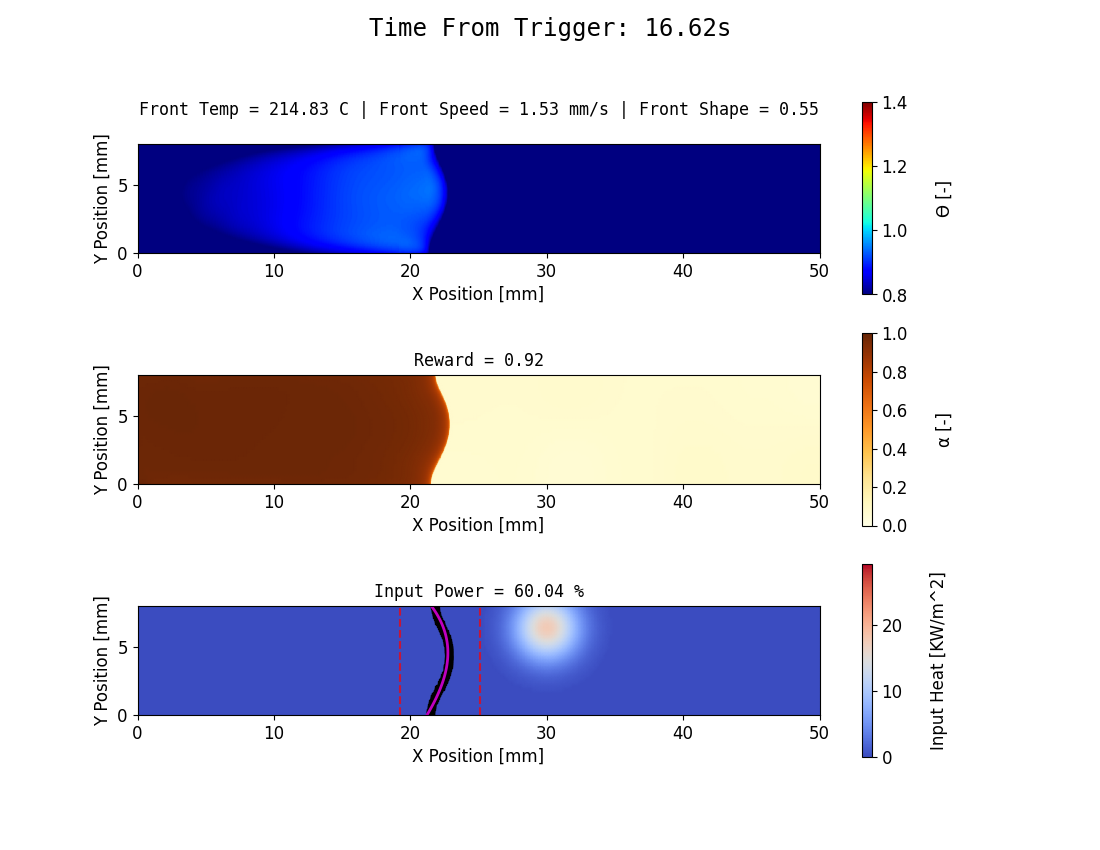 Time From Trigger: 16.62s
Front Temp = 214.83 C | Front Speed = 1.53 mm/s | Front Shape = 0.55
Y Position [mm]
5
0
0 10 20 30 40 50
X Position [mm]
1.4
1.2
1.0
0.8
Θ [-]
Reward = 0.92
Y Position [mm]
5
0
0 10 20 30 40 50
X Position [mm]
1.0
0.8
0.6
0.4
0.2
0.0
α [-]
Input Power = 60.04 %
Y Position [mm]
5
0
0 10 20 30 40 50
X Position [mm]
20
10
0
Input Heat [KW/m^2]